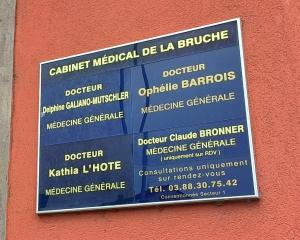 CABINET MÉDICAL DE LA BRUCHE
DOCTEUR
Delphine GALIANO-MUTSCHLER
MÉDECINE GÉNÉRALE
DOCTEUR
Ophélie BARROIS
MÉDECINE GÉNÉRALE
DOCTEUR
Kathia L'HOTE
MÉDECINE GÉNÉRALE
Docteur Claude BRONNER
MÉDECINE GÉNÉRALE
( uniquement sur RDV )
Consultations uniquement
sur rendez-vous
Tél. 03.88.30.75.42
Conventionnés Secteur 1